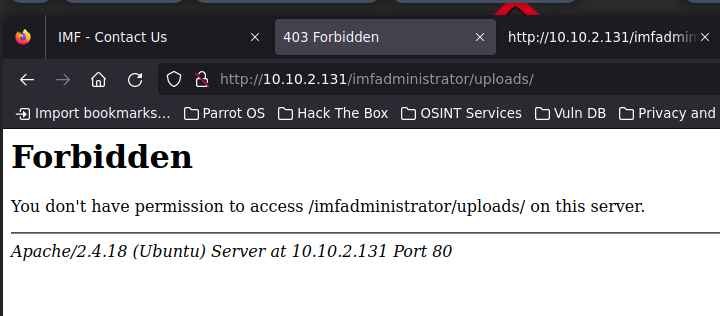 IMF - Contact Us
403 Forbidden
http://10.10.2.131/imfadmin
http://10.10.2.131/imfadministrator/uploads/
Import bookmarks...
Parrot OS
Hack The Box
OSINT Services
Vuln DB
Privacy and
Forbidden
You don't have permission to access /imfadministrator/uploads/ on this server.
Apache/2.4.18 (Ubuntu) Server at 10.10.2.131 Port 80